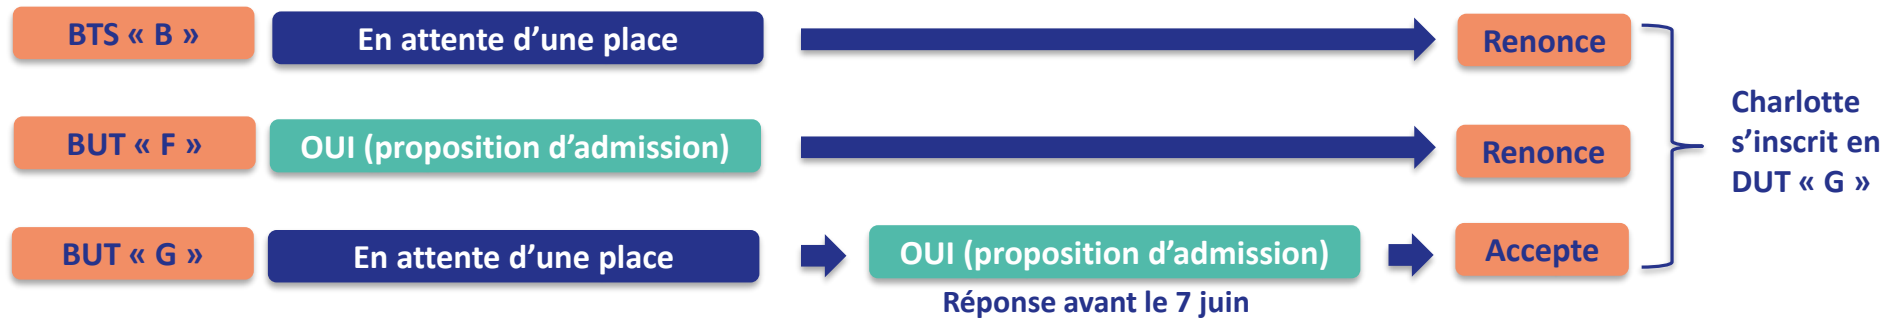 BTS « B »
En attente d’une place
Renonce
BUT « F »
OUI (proposition d’admission)
Renonce
BUT « G »
En attente d’une place
OUI (proposition d’admission)
Accepte
Réponse avant le 7 juin
Charlotte
s’inscrit en
DUT « G »